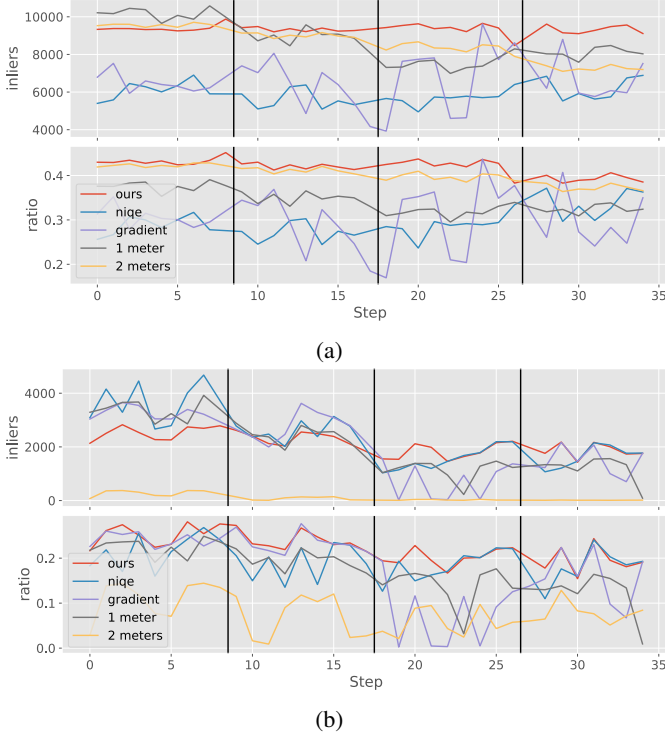 10000
8000
6000
4000
inliers
0.4
0.3
0.2
ratio
ours
niqe
gradient
1 meter
2 meters
0 5 10 15 20 25 30 35
Step
(a)
4000
2000
0
inliers
0.2
0.1
0.0
ratio
ours
niqe
gradient
1 meter
2 meters
0 5 10 15 20 25 30 35
Step
(b)